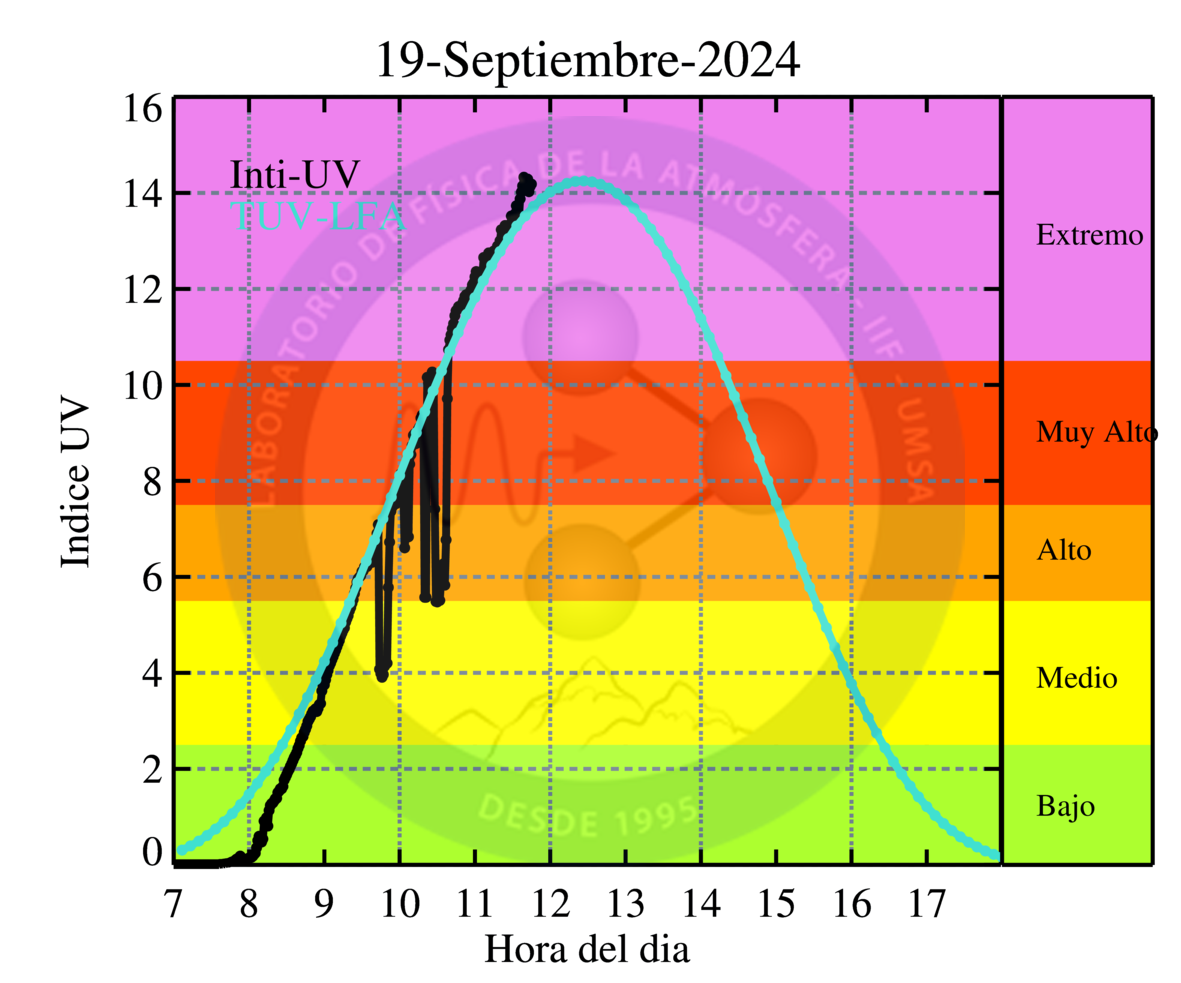 19-Septiembre-2024
16
14
12
10
8
6
4
2
0
Indice UV
Inti-UV
TUV-LFA
LABORATORIO DE FÍSICA DE LA ATMÓSFERA - IIF - UMSA
DESDE 1995
Extremo
Muy Alto
Alto
Medio
Bajo
7 8 9 10 11 12 13 14 15 16 17
Hora del dia